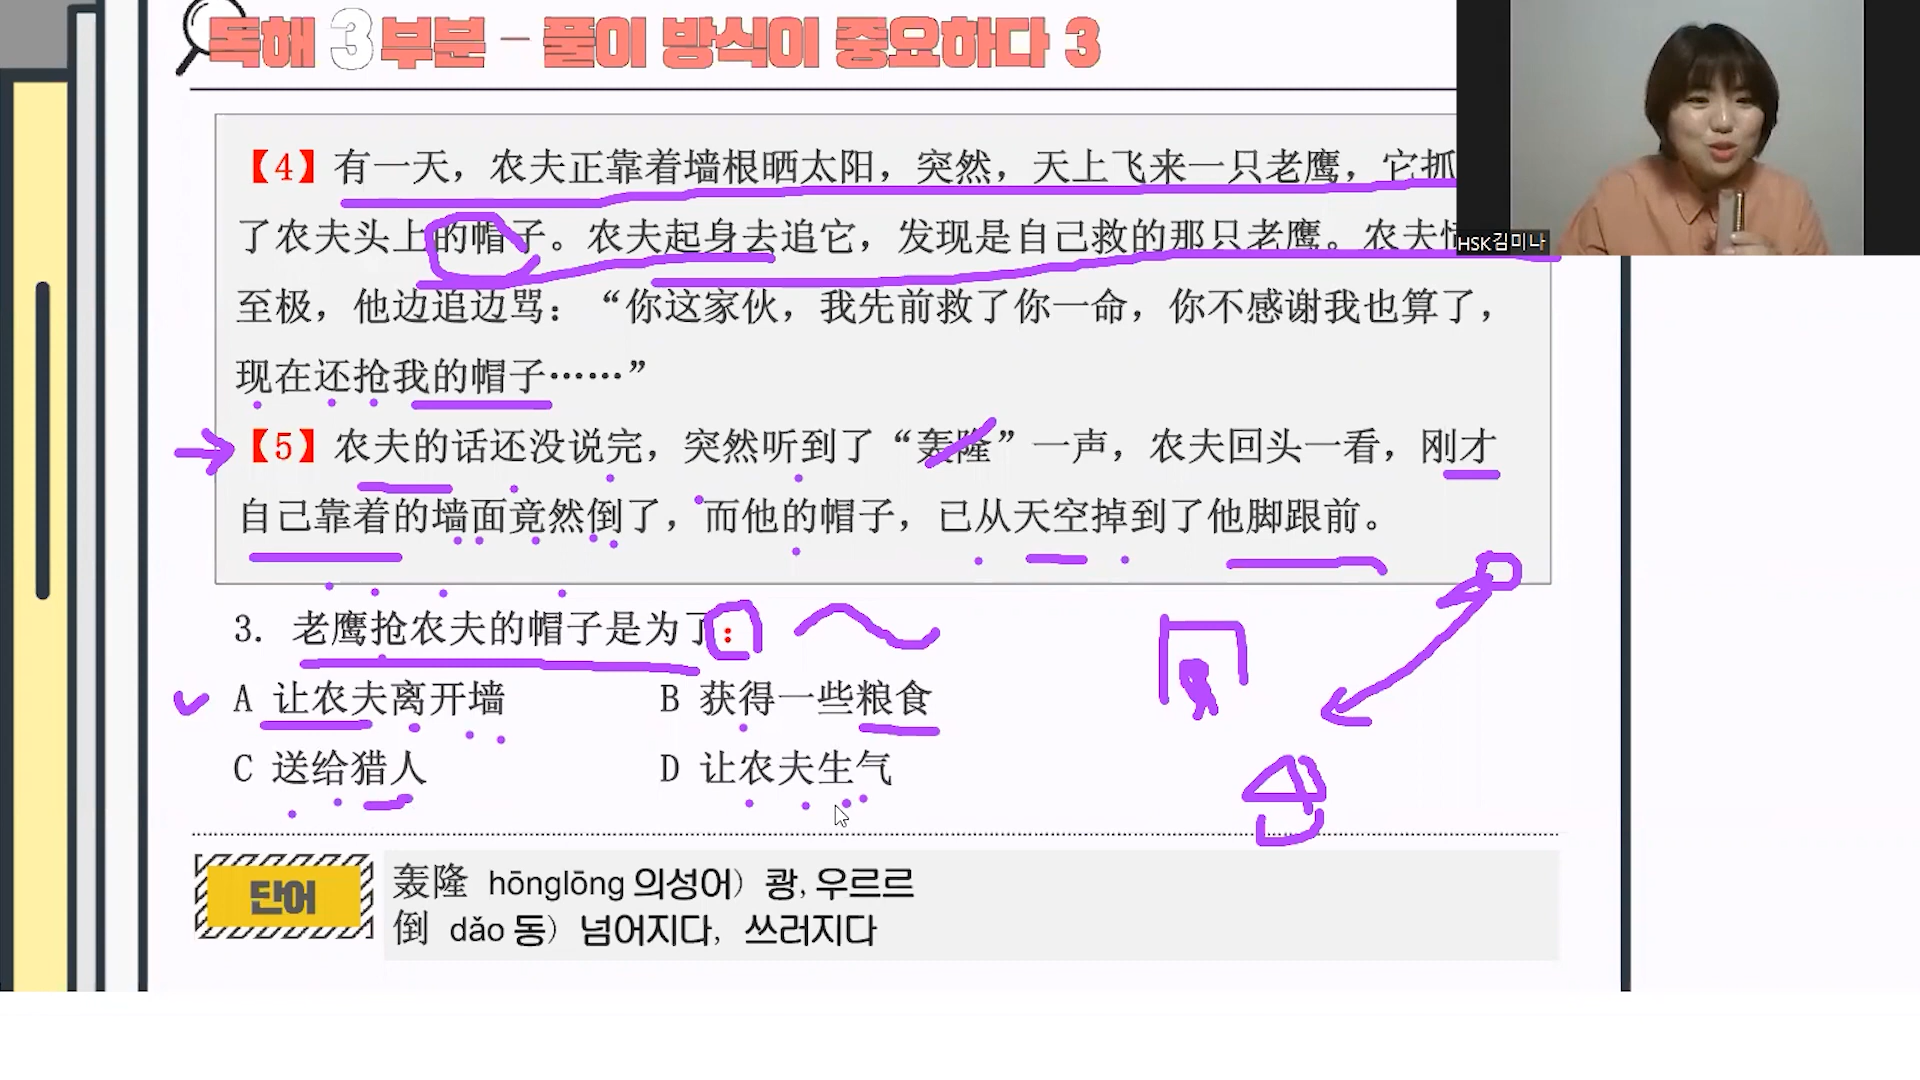 독해 3 부분 – 풀이 방식이 중요하다 3
【4】有一天，农夫正靠着墙根晒太阳，突然，天上飞来一只老鹰，它抓
了农夫头上的帽子。农夫起身去追它，发现是自己救的那只老鹰。农夫
至极，他边追边骂：“你这家伙，我先前救了你一命，你不感谢我也算了，
现在还抢我的帽子……”
【5】农夫的话还没说完，突然听到了“轰隆”一声，农夫回头一看，刚才
自己靠着的墙面竟然倒了，而他的帽子，已从天空掉到了他脚跟前。
HSK김미나
3. 老鹰抢农夫的帽子是为了：
A 让农夫离开墙 B 获得一些粮食
C 送给猎人 D 让农夫生气
단어
轰隆 hōnglōng 의성어) 쾅, 우르르
倒 dǎo 동) 넘어지다, 쓰러지다